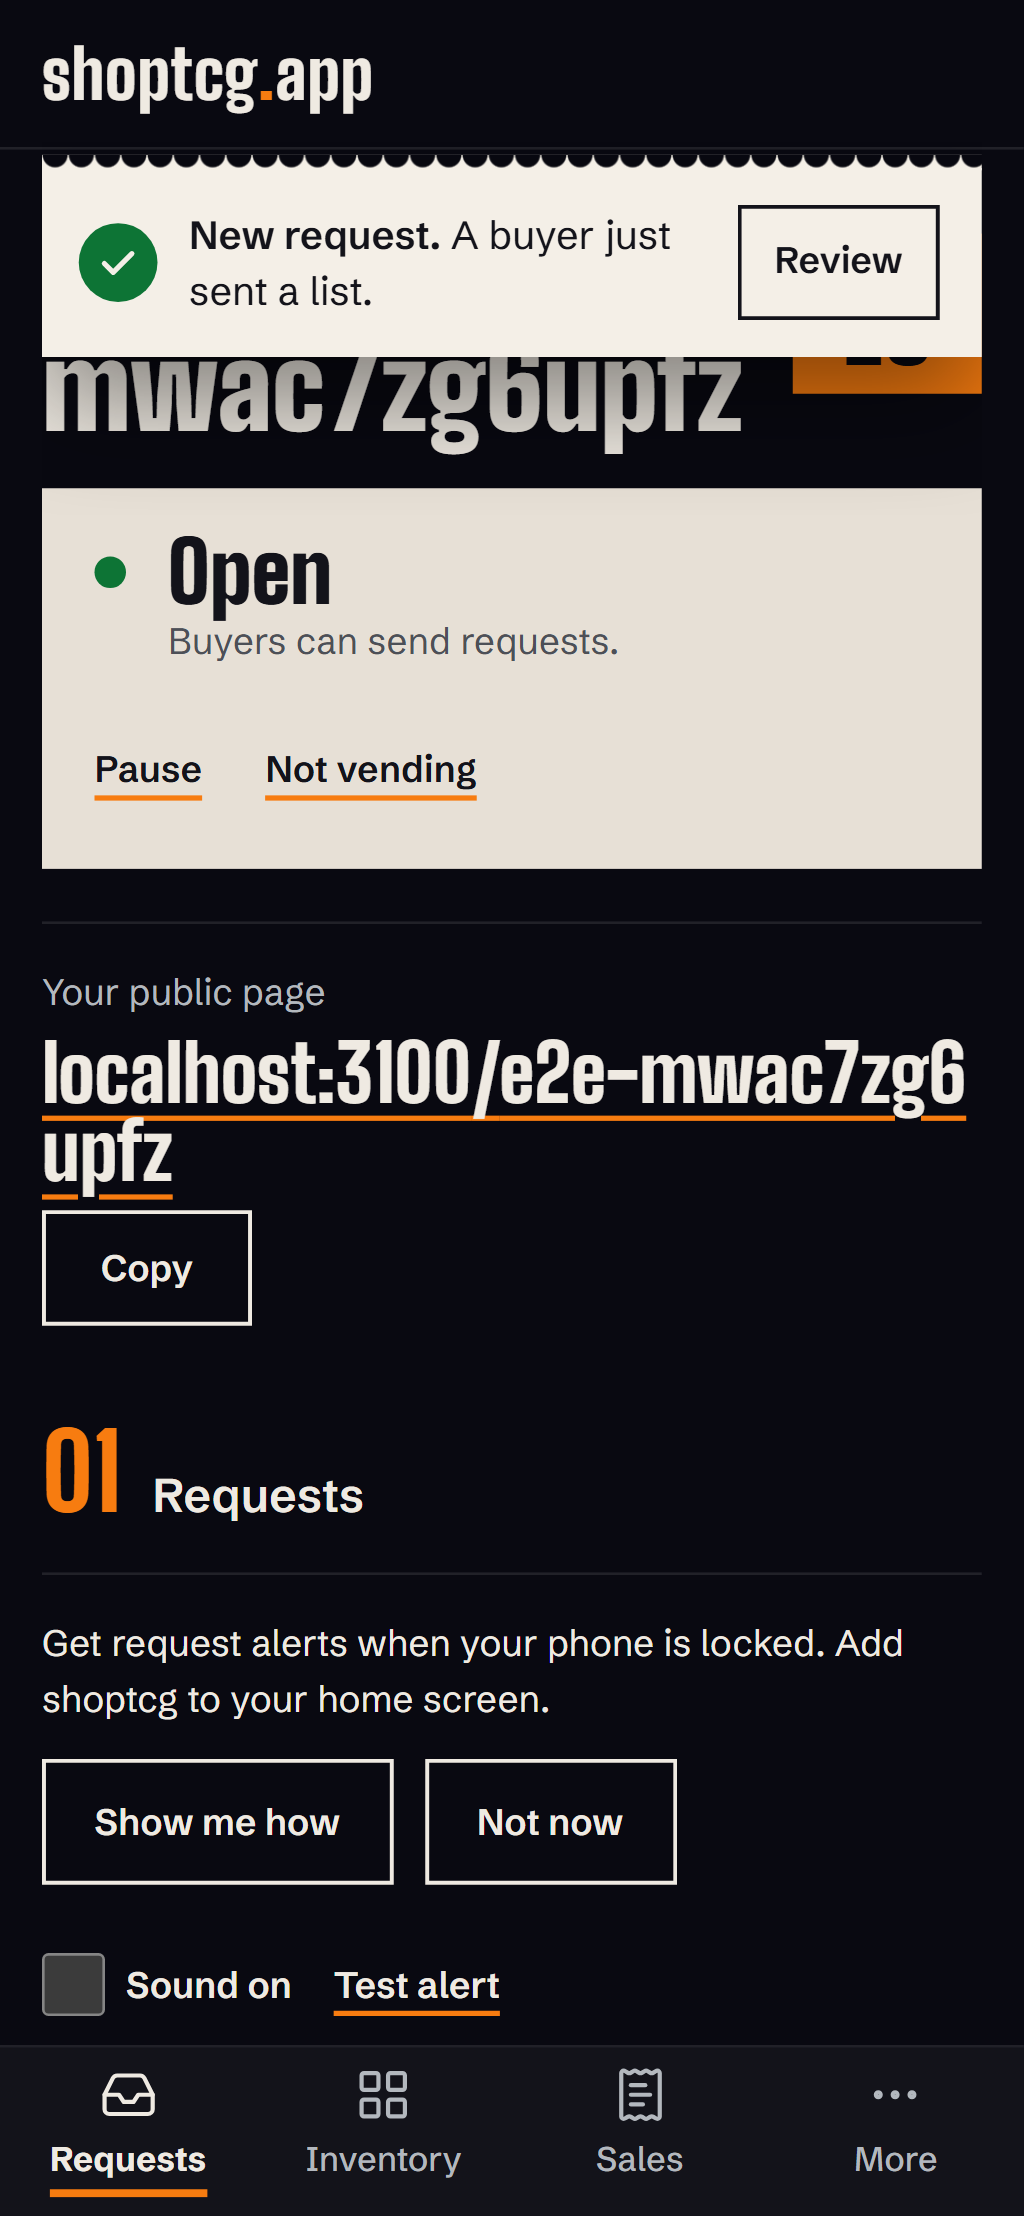 shoptcg.app
New request. A buyer just
sent a list.
Review
mwac7zg6upfz
Open
Buyers can send requests.
Pause
Not vending
Your public page
localhost:3100/e2e-mwac7zg6
upfz
Copy
01 Requests
Get request alerts when your phone is locked. Add
shoptcg to your home screen.
Show me how
Not now
Sound on
Test alert
Requests
Inventory
Sales
More